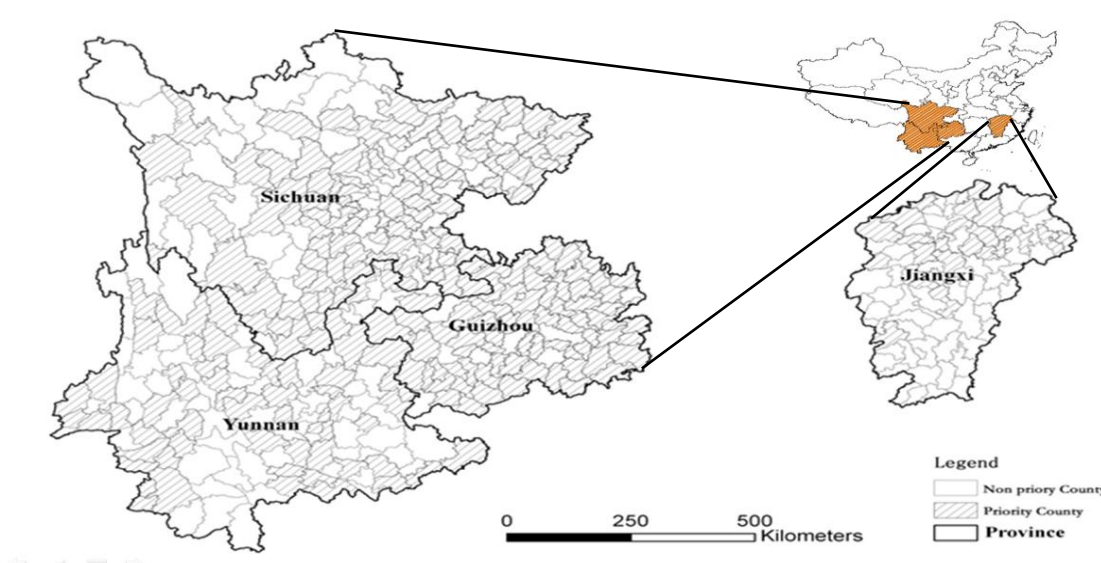 Sichuan
Jiangxi
Guizhou
Yunnan
Legend
Non priory County
Priority County
Province
0 250 500
Kilometers